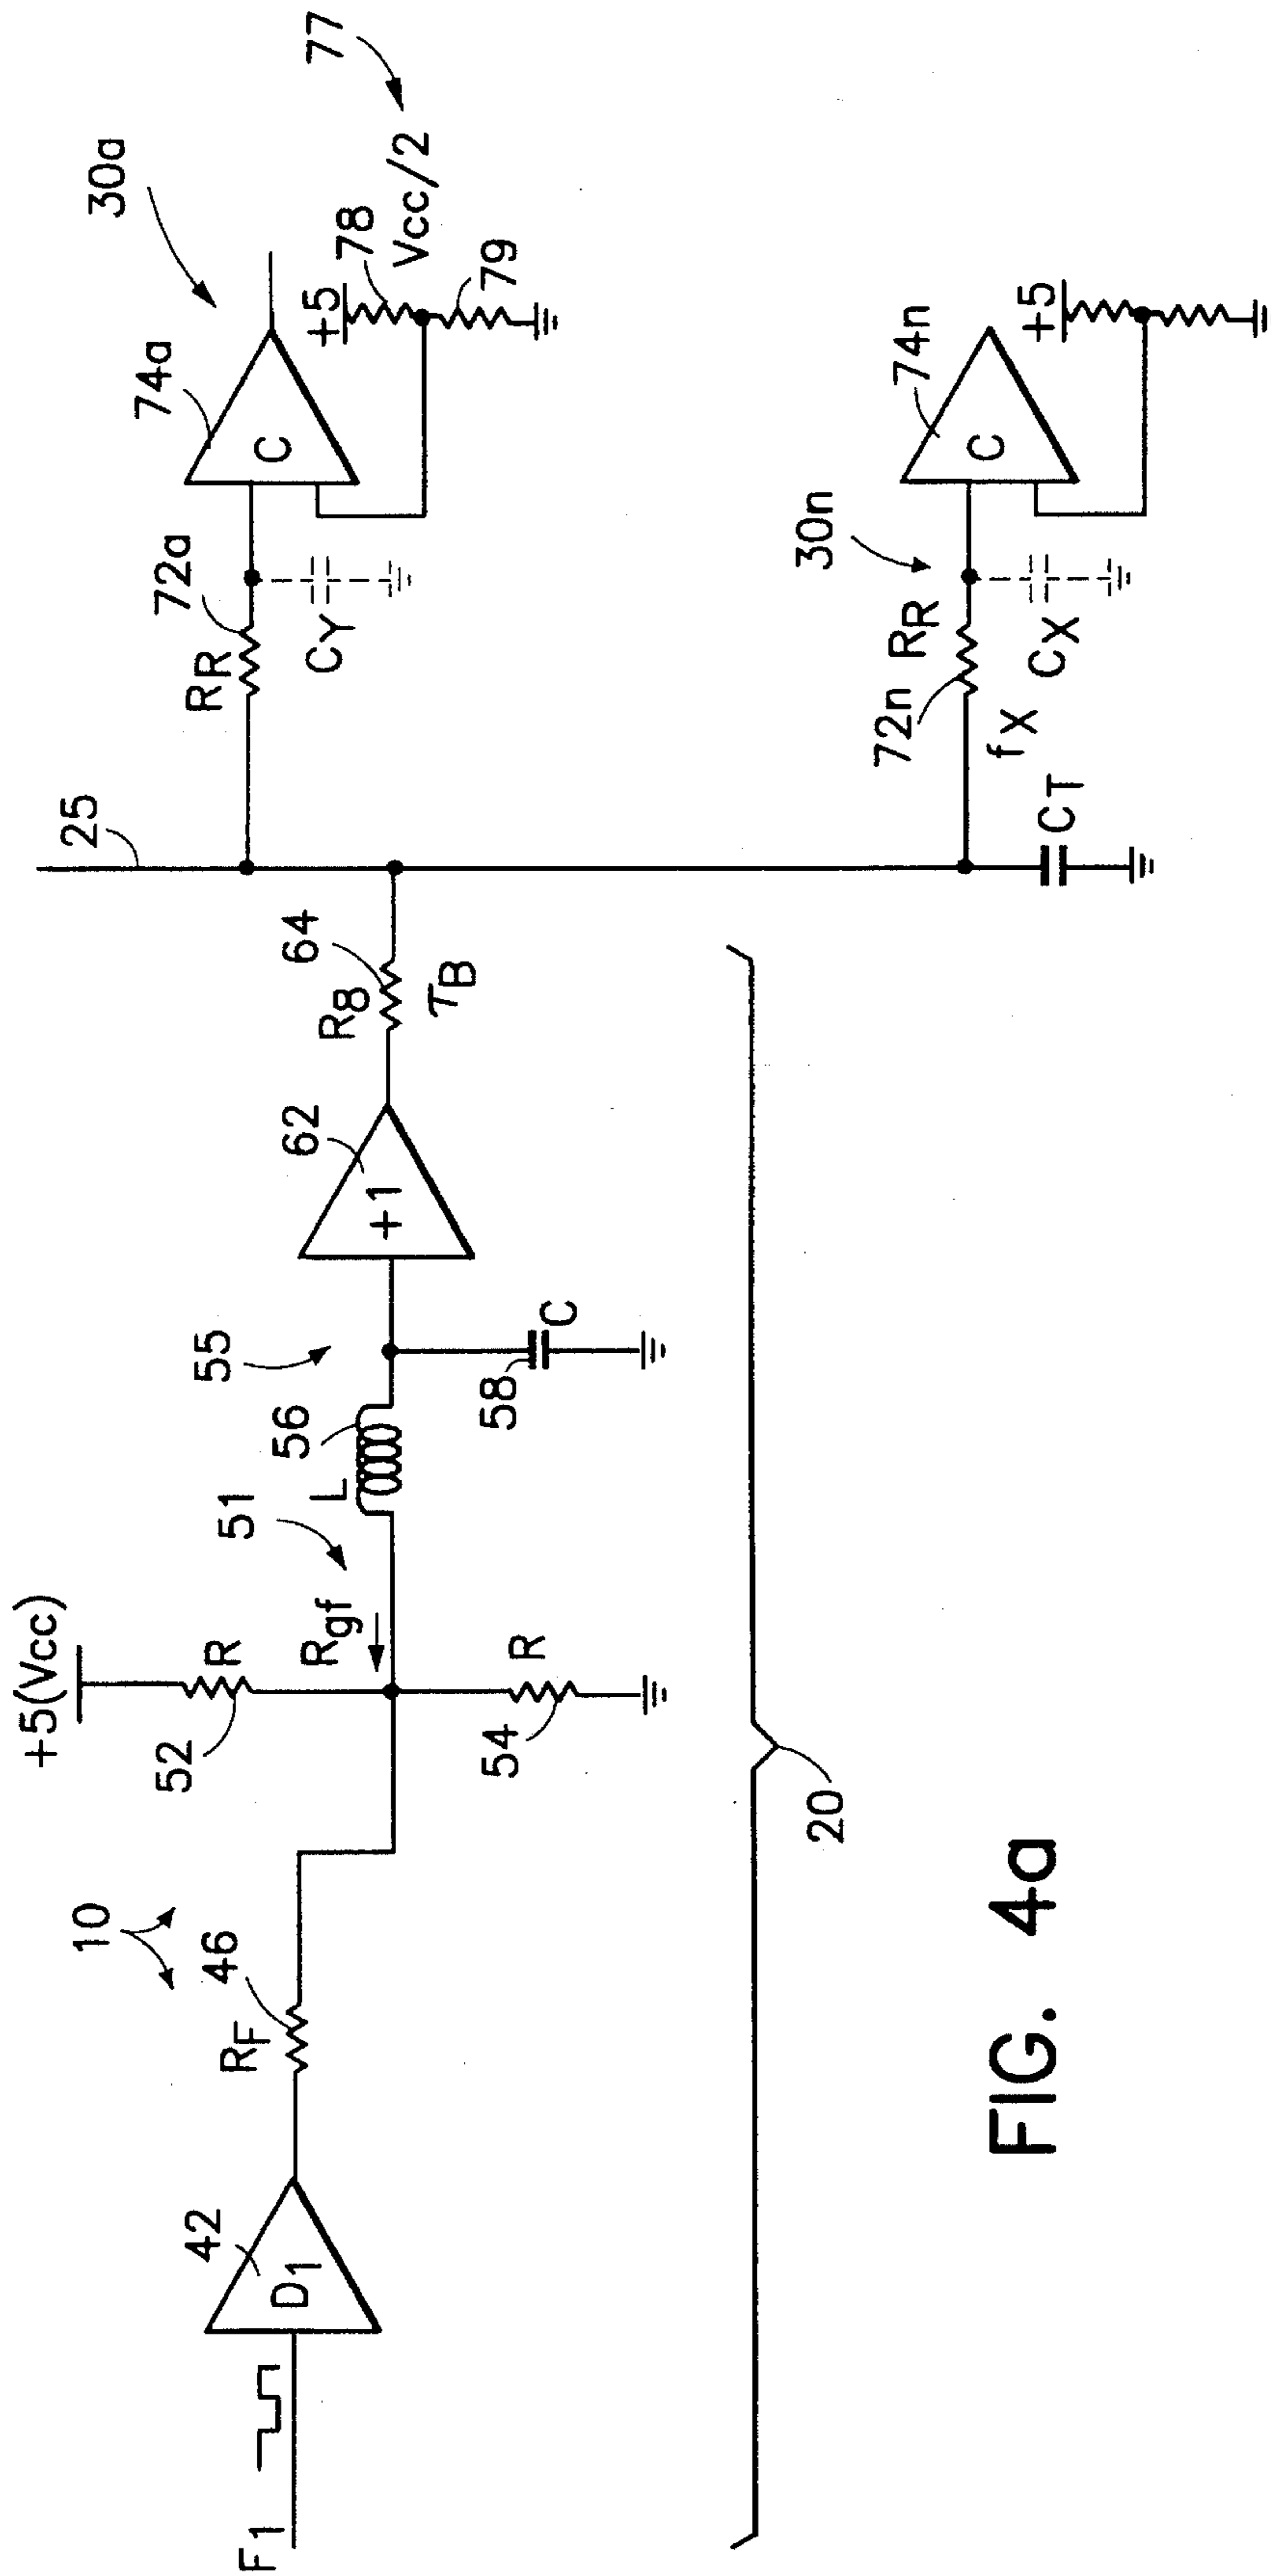 F1
D1
42
RF
46
10
+5(Vcc)
52
R
54
R
Rgf
51
L
56
55
58
C
+1
62
R8
64
τB
20
25
RR
72a
CY
C
74a
30a
+5
78
79
Vcc/2
77
CT
fX
72n
RR
CX
30n
C
74n
+5
FIG. 4a